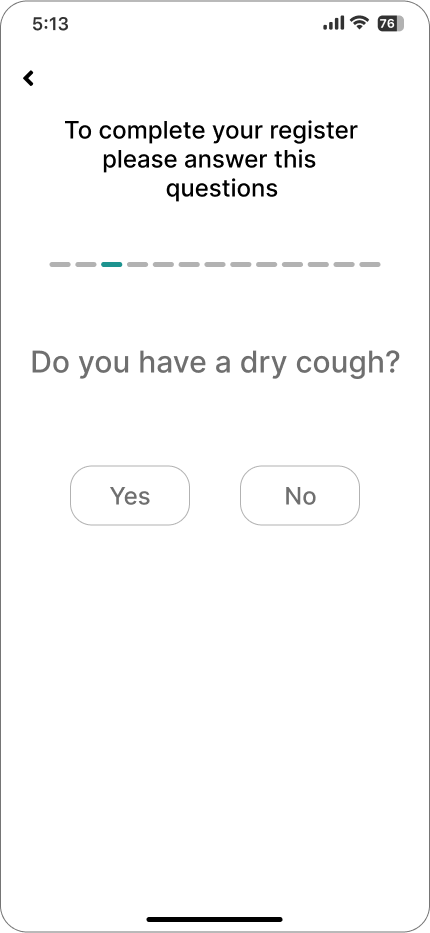 5:13
76
To complete your register
please answer this
questions
Do you have a dry cough?
Yes
No